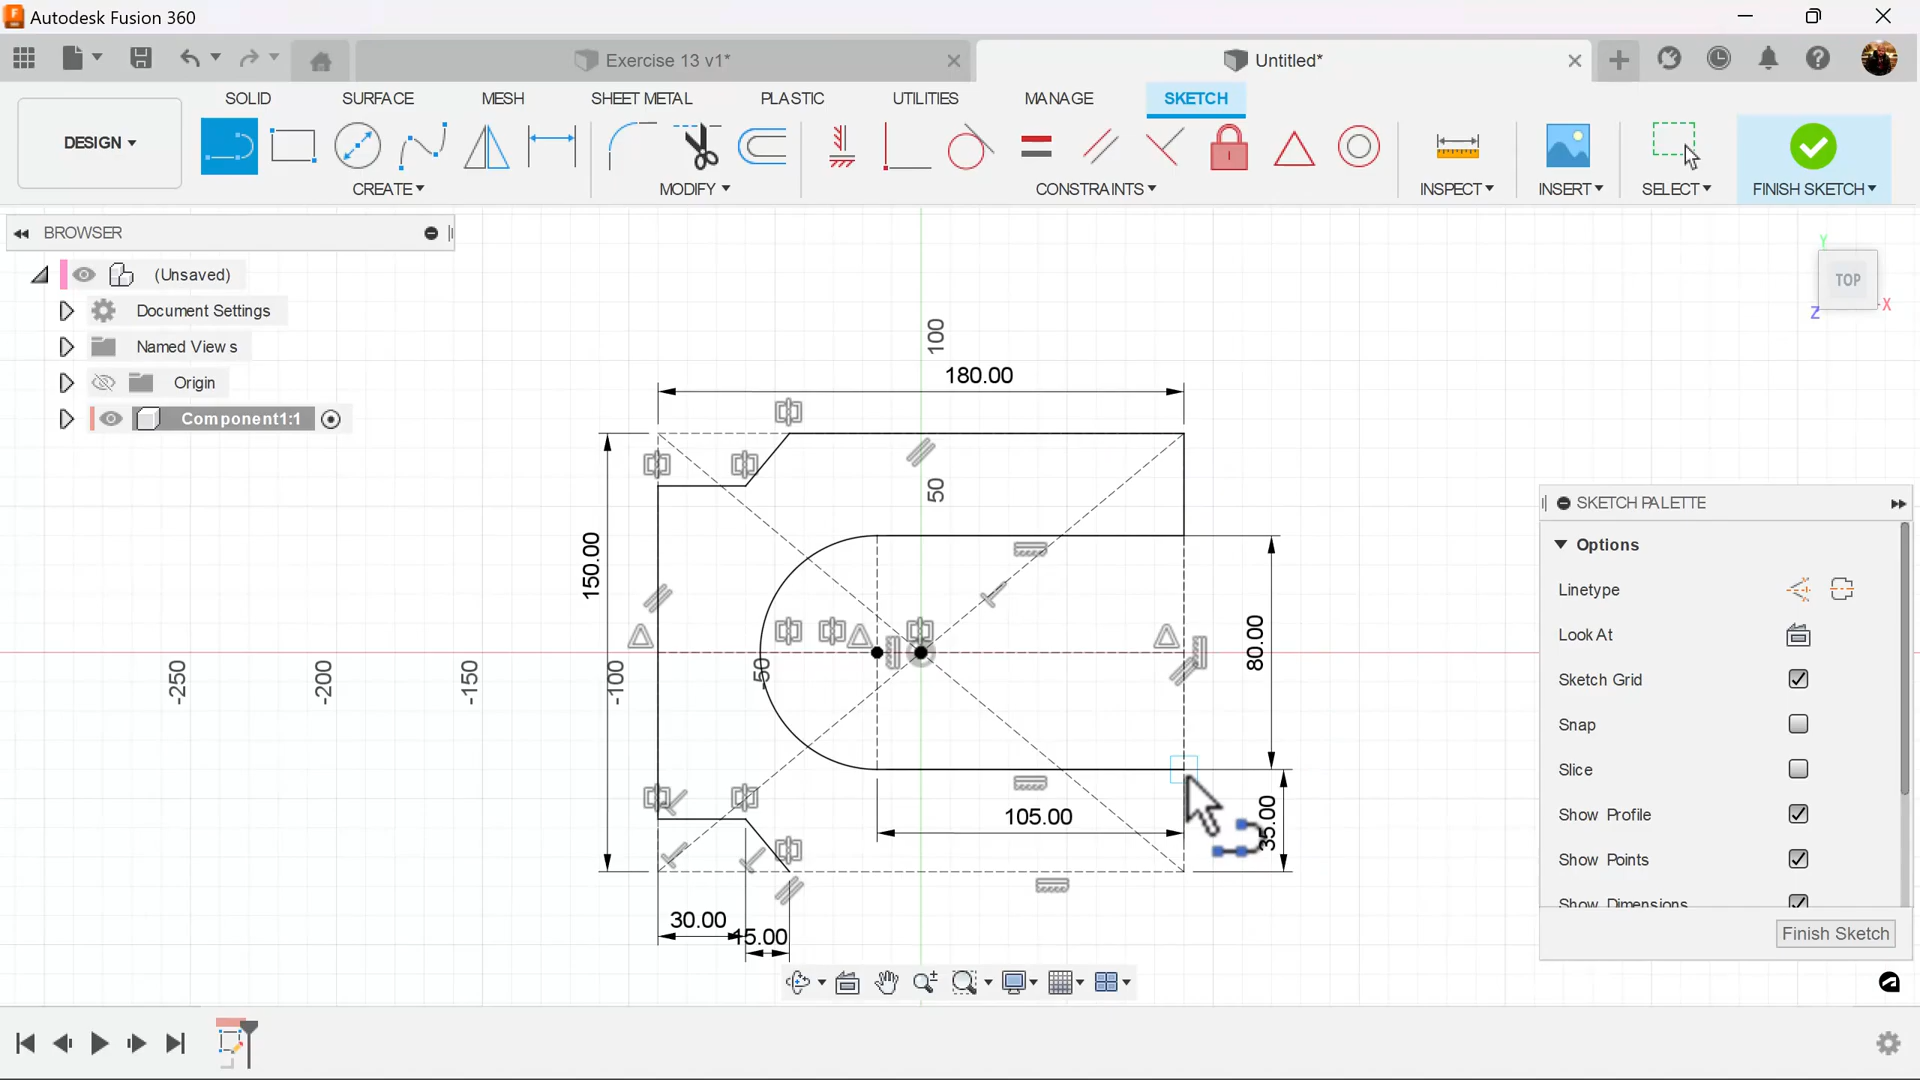 Autodesk Fusion 360
Exercise 13 v1*
Untitled*
DESIGN
SOLID SURFACE MESH SHEET METAL PLASTIC UTILITIES MANAGE SKETCH
CREATE MODIFY CONSTRAINTS INSPECT INSERT SELECT FINISH SKETCH
BROWSER
(Unsaved)
Document Settings
Named Views
Origin
Component1:1
Y
TOP
X
Z
100
180.00
50
150.00
80.00
-250
-200
-150
-100
-50
105.00
35.00
30.00
15.00
SKETCH PALETTE
Options
Linetype
Look At
Sketch Grid
Snap
Slice
Show Profile
Show Points
Show Dimensions
Finish Sketch